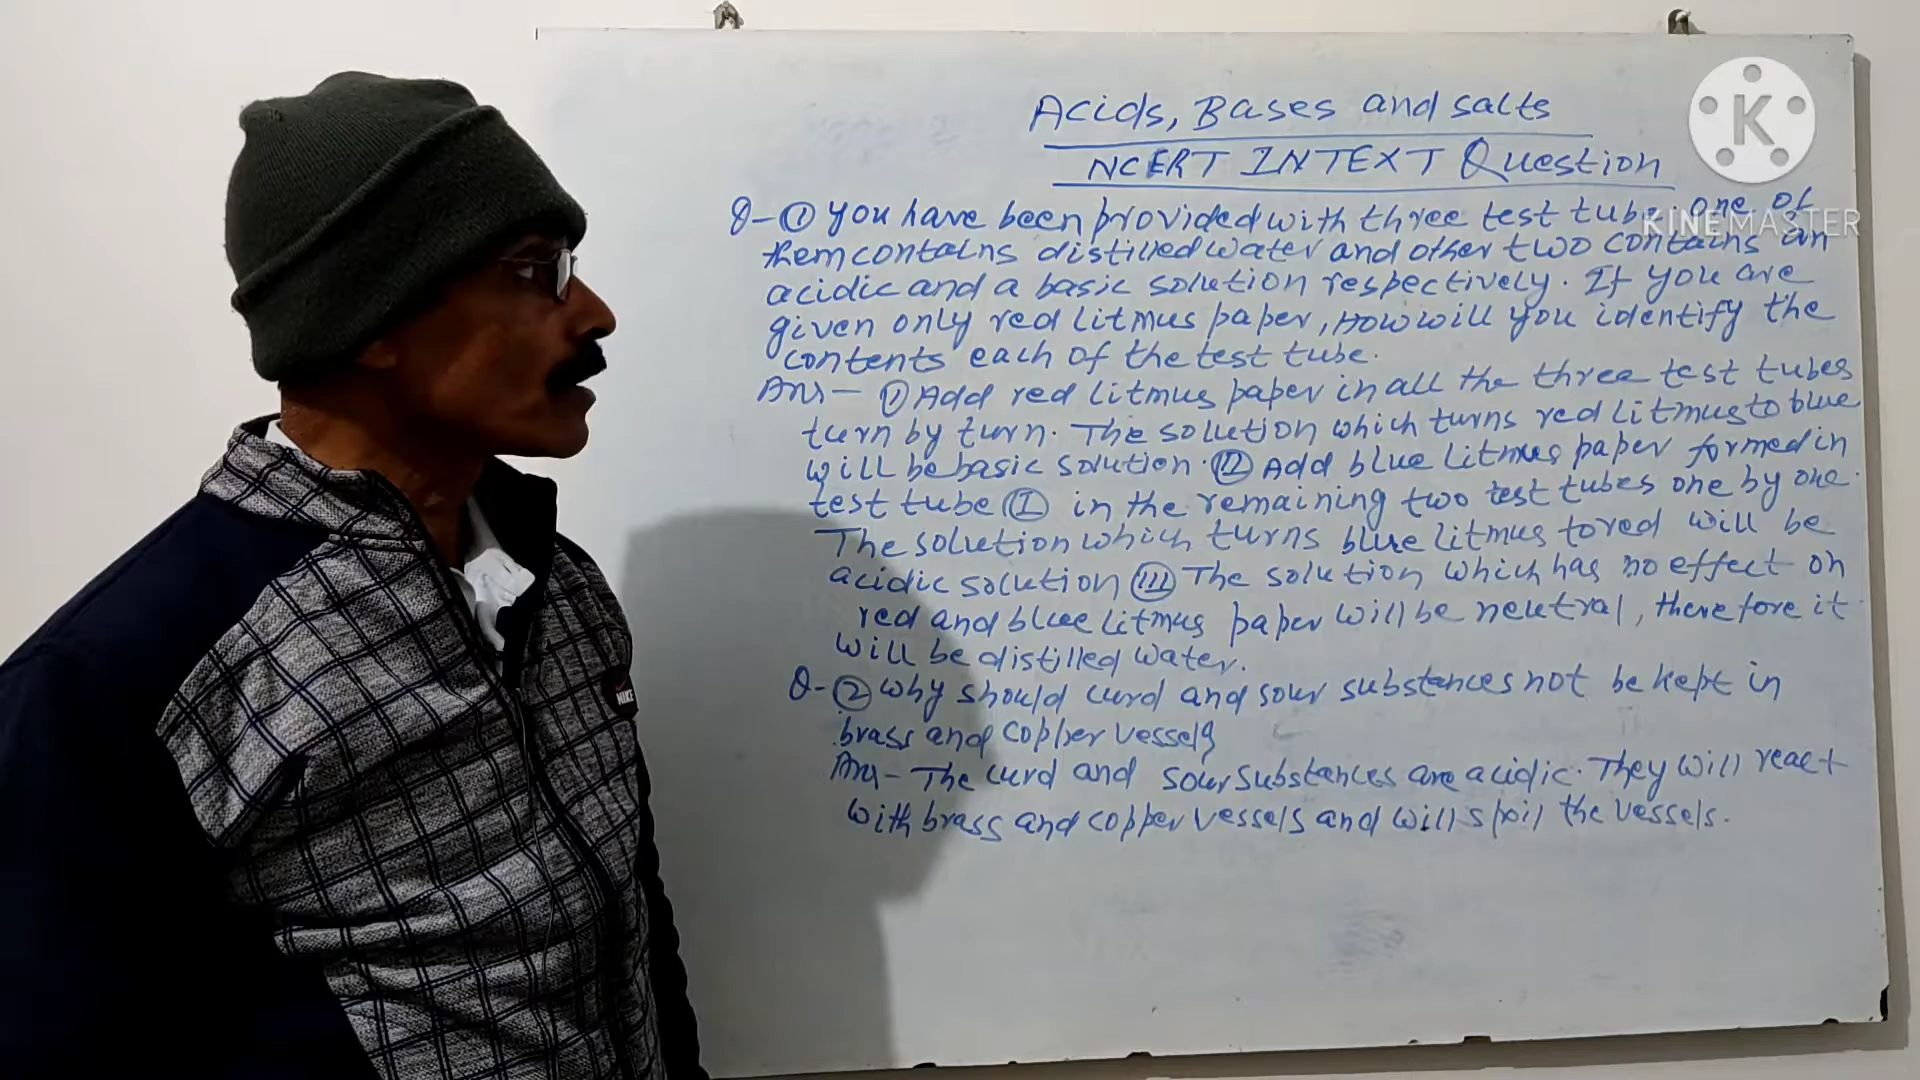 Acids, Bases and salts
NCERT INTEXT Question
Q-① You have been provided with three test tube. one of
them contains distilled water and other two contains an
acidic and a basic solution respectively. If you are
given only red litmus paper, How will you identify the
contents each of the test tube.
Ans- ① Add red litmus paper in all the three test tubes
turn by turn. The solution which turns red litmus to blue
will be basic solution. Ⅱ Add blue litmus paper formed in
test tube Ⅰ in the remaining two test tubes one by one.
The solution which turns blue litmus to red will be
acidic solution Ⅲ The solution which has no effect on
red and blue litmus paper will be neutral, therefore it
will be distilled water.
Q-② Why should curd and sour substances not be kept in
brass and copper vessels
Ans- The curd and sour substances are acidic. They will react
with brass and copper vessels and will spoil the vessels.
K
KINEMASTER
NIKE